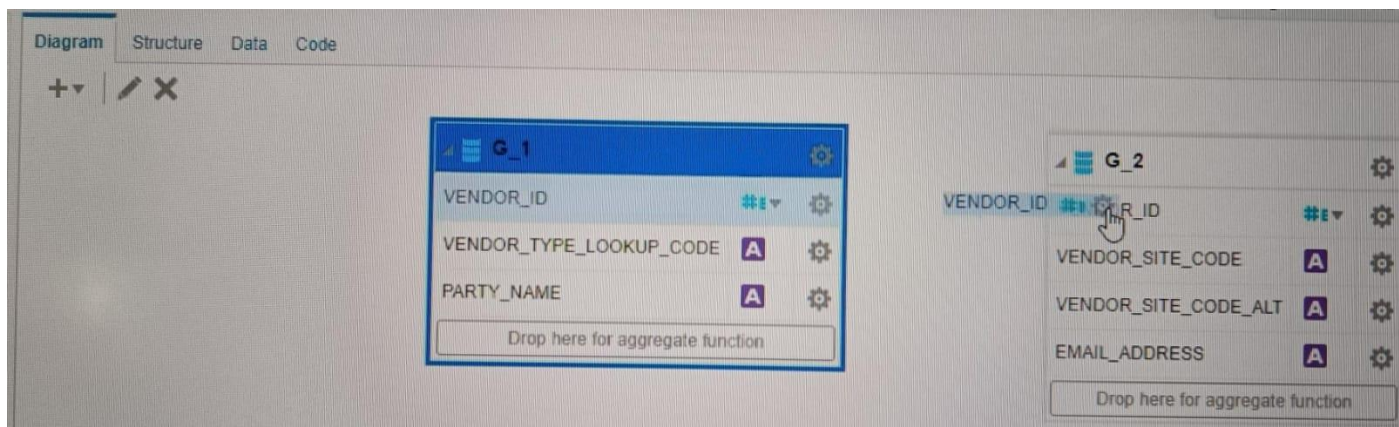 Diagram Structure Data Code
G_1
VENDOR_ID
VENDOR_TYPE_LOOKUP_CODE A
PARTY_NAME A
Drop here for aggregate function
VENDOR_ID
G_2
R_ID #E
VENDOR_SITE_CODE A
VENDOR_SITE_CODE_ALT A
EMAIL_ADDRESS A
Drop here for aggregate function